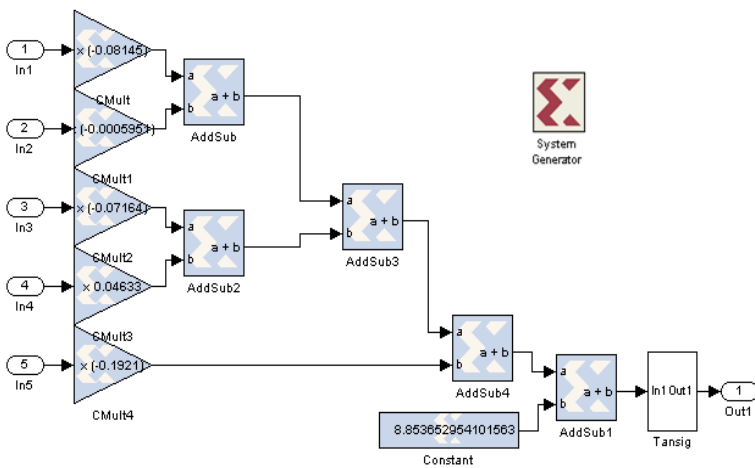 1
In1
x (-0.08145)
CMult
2
In2
(-0.0005951)
CMult1
3
In3
x (-0.07164)
CMult2
4
In4
x 0.04633
CMult3
5
In5
x (-0.1921)
CMult4
a
b
a + b
AddSub
a
b
a + b
AddSub2
a
b
a + b
AddSub3
a
b
a + b
AddSub4
8.853652954101563
Constant
a
b
a + b
AddSub1
In1 Out1
Tansig
1
Out1
System
Generator